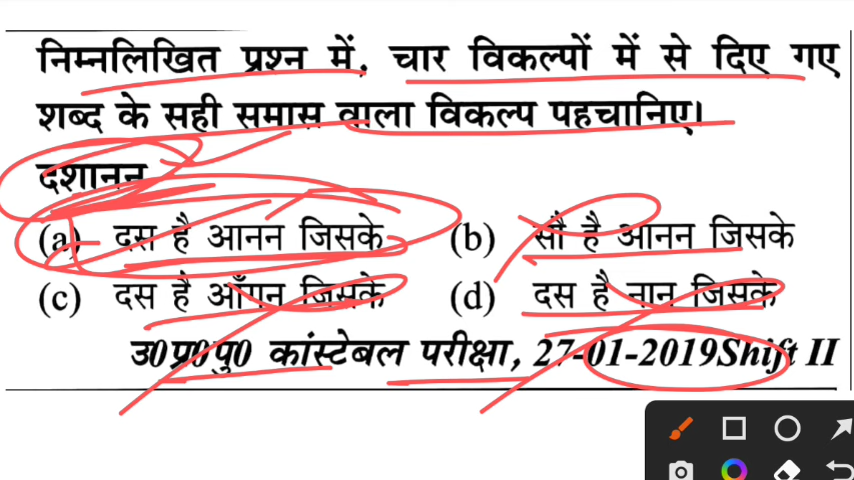 निम्नलिखित प्रश्न में, चार विकल्पों में से दिए गए
शब्द के सही समास वाला विकल्प पहचानिए।
दशानन
(a) दस है आनन जिसके (b) सौ है आनन जिसके
(c) दस है आँगन जिसके (d) दस है नान जिसके
उ0प्र0पु0 कांस्टेबल परीक्षा, 27-01-2019Shift II